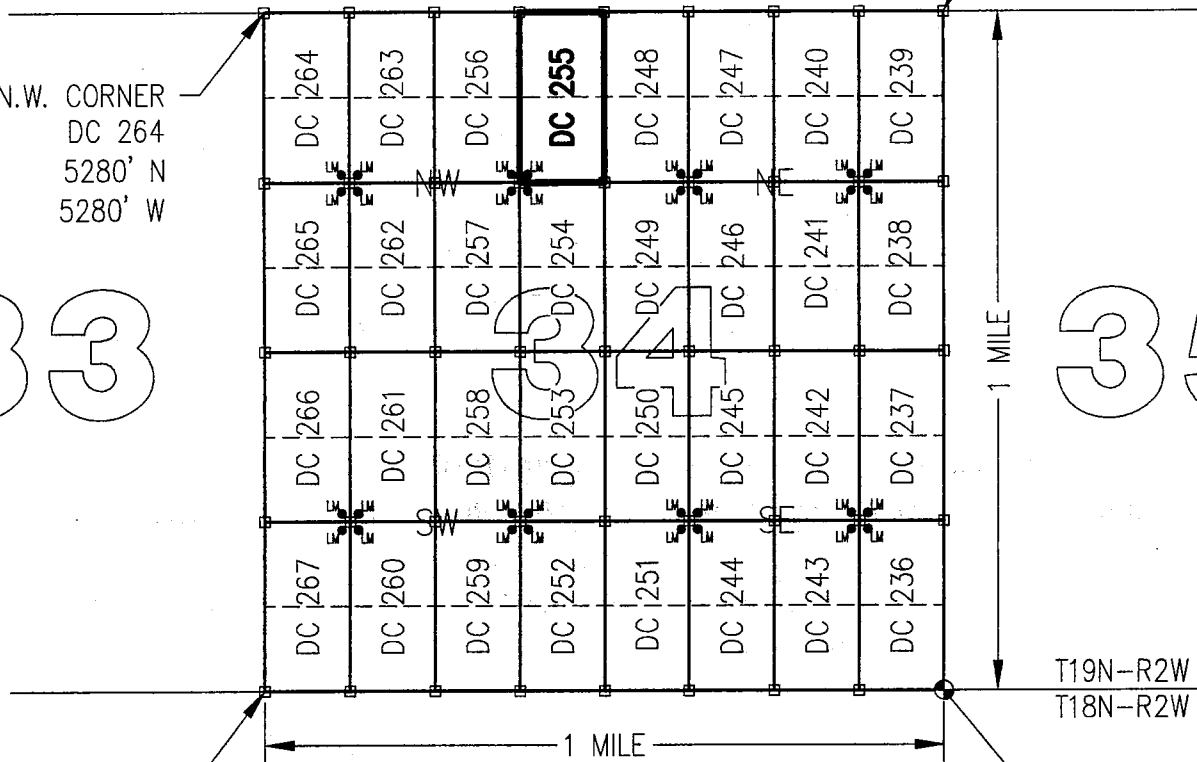 N.W. CORNER
DC 264
5280' N
5280' W
DC 264
DC 263
DC 256
DC 255
DC 248
DC 247
DC 240
DC 239
LM LM LM LM LM LM LM LM
NW NE
LM LM LM LM LM LM LM LM
DC 265
DC 262
DC 257
DC 254
DC 249
DC 246
DC 241
DC 238
33
34
35
1 MILE
DC 266
DC 261
DC 258
DC 253
DC 250
DC 245
DC 242
DC 237
LM LM LM LM LM LM LM LM
SW SE
LM LM LM LM LM LM LM LM
DC 267
DC 260
DC 259
DC 252
DC 251
DC 244
DC 243
DC 236
T19N-R2W
T18N-R2W
1 MILE